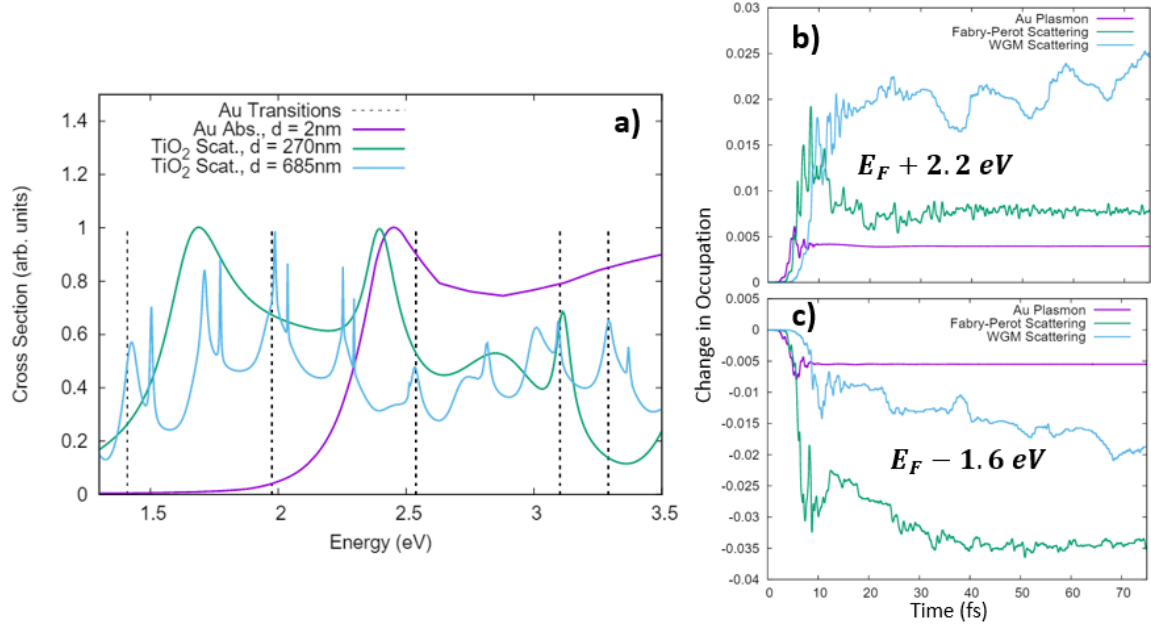 a)
Au Transitions
Au Abs., d = 2nm
TiO2 Scat., d = 270nm
TiO2 Scat., d = 685nm
1.4
1.2
1
0.8
0.6
0.4
0.2
0
Cross Section (arb. units)
1.5
2
2.5
3
3.5
Energy (eV)
b)
Au Plasmon
Fabry-Perot Scattering
WGM Scattering
0.03
0.025
0.02
0.015
0.01
0.005
0
E_F + 2.2 eV
c)
Au Plasmon
Fabry-Perot Scattering
WGM Scattering
0.005
0
-0.005
-0.01
-0.015
-0.02
-0.025
-0.03
-0.035
-0.04
E_F − 1.6 eV
Change in Occupation
0
10
20
30
40
50
60
70
Time (fs)